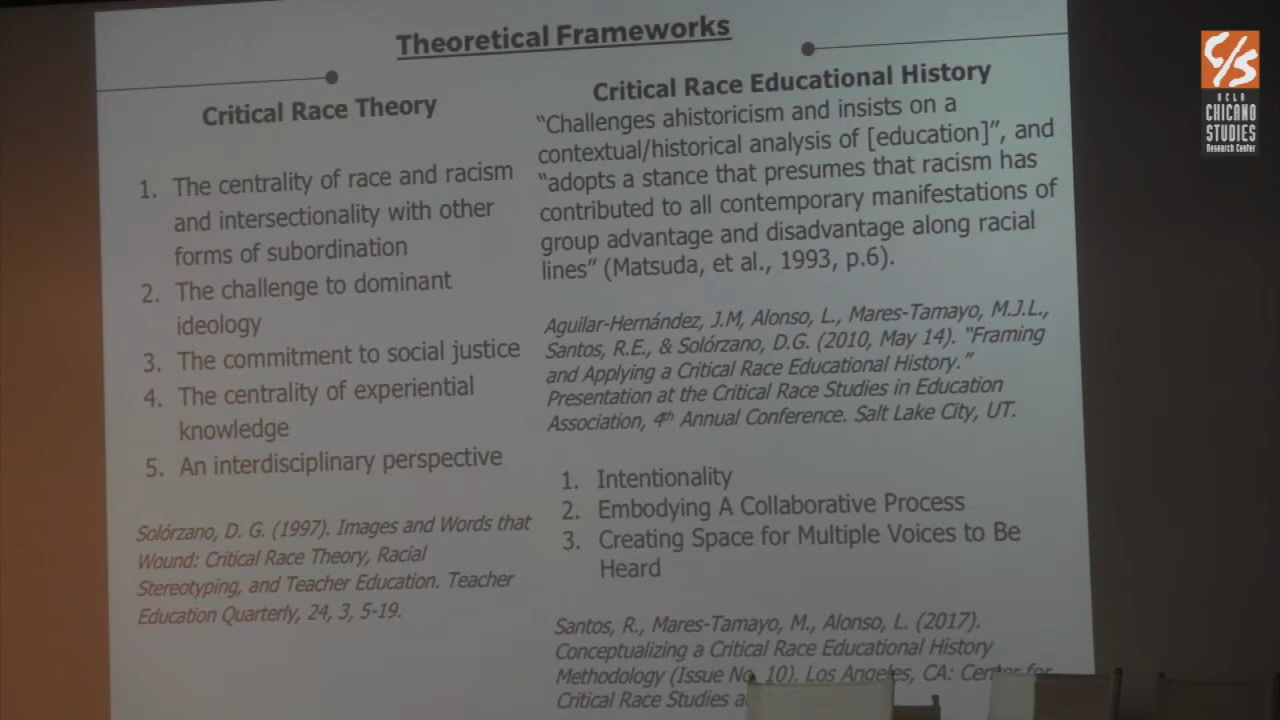 Theoretical Frameworks
Critical Race Theory
1. The centrality of race and racism
and intersectionality with other
forms of subordination
2. The challenge to dominant
ideology
3. The commitment to social justice
4. The centrality of experiential
knowledge
5. An interdisciplinary perspective
Solórzano, D. G. (1997). Images and Words that
Wound: Critical Race Theory, Racial
Stereotyping, and Teacher Education. Teacher
Education Quarterly, 24, 3, 5-19.
Critical Race Educational History
“Challenges ahistoricism and insists on a
contextual/historical analysis of [education]”, and
“adopts a stance that presumes that racism has
contributed to all contemporary manifestations of
group advantage and disadvantage along racial
lines” (Matsuda, et al., 1993, p.6).
Aguilar-Hernández, J.M, Alonso, L., Mares-Tamayo, M.J.L.,
Santos, R.E., & Solórzano, D.G. (2010, May 14). “Framing
and Applying a Critical Race Educational History.”
Presentation at the Critical Race Studies in Education
Association, 4th Annual Conference. Salt Lake City, UT.
1. Intentionality
2. Embodying A Collaborative Process
3. Creating Space for Multiple Voices to Be
Heard
Santos, R., Mares-Tamayo, M., Alonso, L. (2017).
Conceptualizing a Critical Race Educational History
Methodology (Issue No. 10). Los Angeles, CA: Center for
Critical Race Studies
C/S
UCLA
CHICANO
STUDIES
Research Center